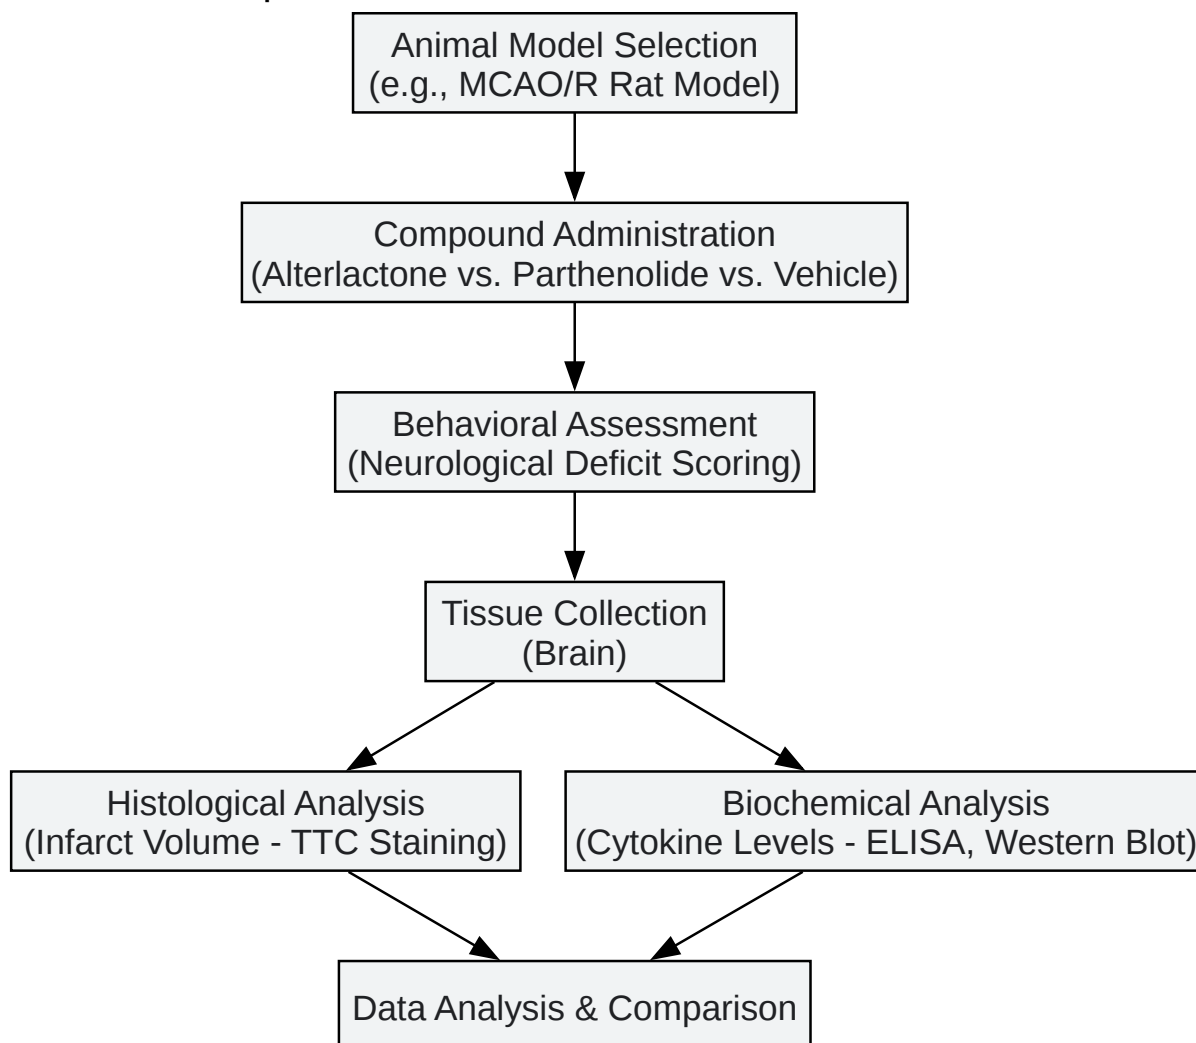 Animal Model Selection
(e.g., MCAO/R Rat Model)
Compound Administration
(Alterlactone vs. Parthenolide vs. Vehicle)
Behavioral Assessment
(Neurological Deficit Scoring)
Tissue Collection
(Brain)
Histological Analysis
(Infarct Volume - TTC Staining)
Biochemical Analysis
(Cytokine Levels - ELISA, Western Blot)
Data Analysis & Comparison